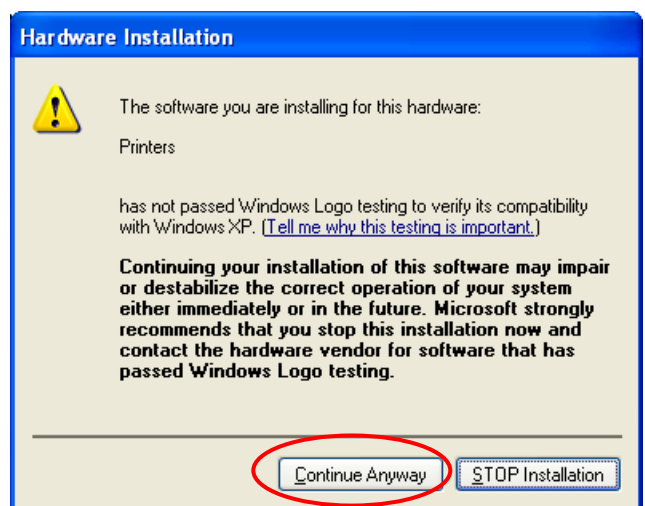 Hardware Installation
The software you are installing for this hardware:
Printers
has not passed Windows Logo testing to verify its compatibility
with Windows XP. (Tell me why this testing is important.)
Continuing your installation of this software may impair
or destabilize the correct operation of your system
either immediately or in the future. Microsoft strongly
recommends that you stop this installation now and
contact the hardware vendor for software that has
passed Windows Logo testing.
Continue Anyway
STOP Installation